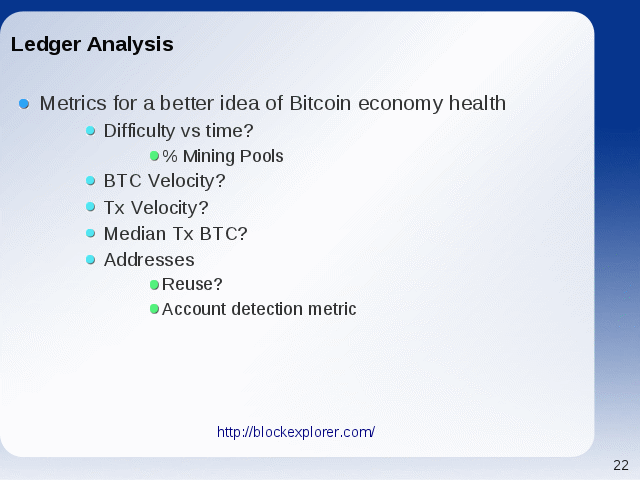 Ledger Analysis
Metrics for a better idea of Bitcoin economy health
Difficulty vs time?
% Mining Pools
BTC Velocity?
Tx Velocity?
Median Tx BTC?
Addresses
Reuse?
Account detection metric
http://blockexplorer.com/
22